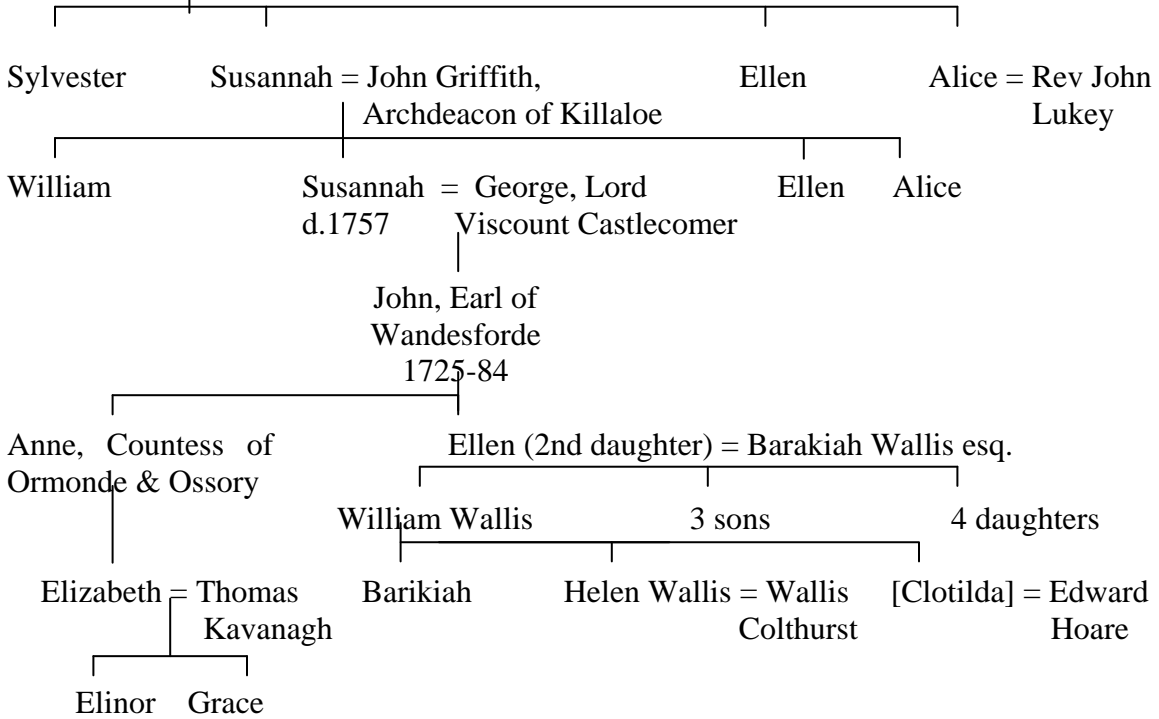 Sylvester Susannah = John Griffith, Ellen Alice = Rev John
Archdeacon of Killaloe Lukey
William Susannah = George, Lord Ellen Alice
d.1757 Viscount Castlecomer
John, Earl of
Wandesforde
1725-84
Anne, Countess of Ellen (2nd daughter) = Barakiah Wallis esq.
Ormonde & Ossory
William Wallis 3 sons 4 daughters
Elizabeth = Thomas Barikiah Helen Wallis = Wallis [Clotilda] = Edward
Kavanagh Colthurst Hoare
Elinor Grace